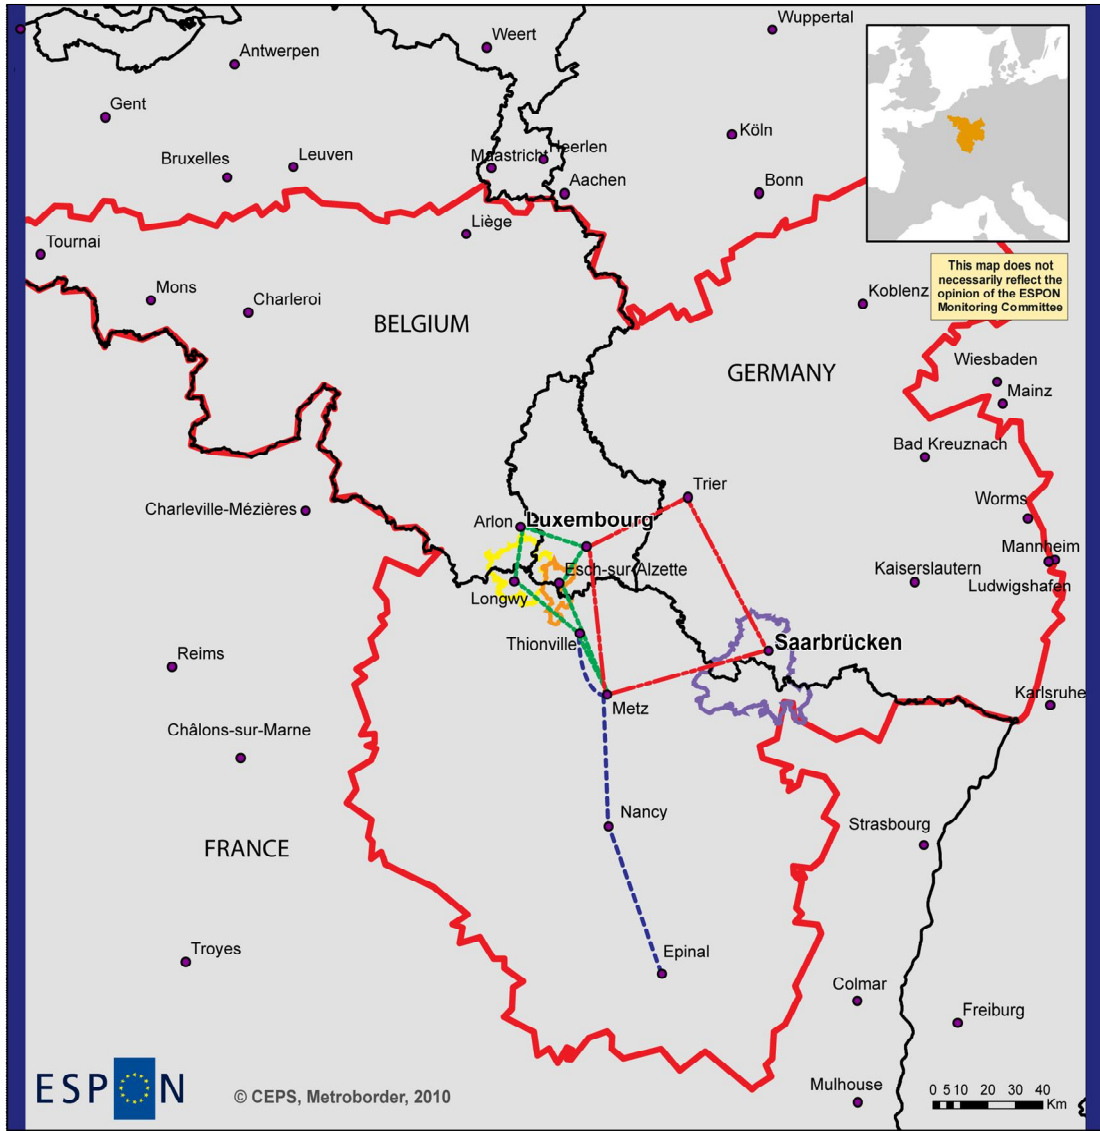 Wuppertal
Weert
Antwerpen
Gent
Köln
Bruxelles
Leuven
Maastricht
Heerlen
Aachen
Bonn
Liège
Tournai
This map does not
necessarily reflect the
opinion of the ESPON
Monitoring Committee
Mons
Charleroi
Koblenz
BELGIUM
GERMANY
Wiesbaden
Mainz
Bad Kreuznach
Trier
Worms
Charleville-Mézières
Arlon
Luxembourg
Mannheim
Esch-sur-Alzette
Kaiserslautern
Ludwigshafen
Longwy
Thionville
Saarbrücken
Reims
Metz
Karlsruhe
Châlons-sur-Marne
Nancy
Strasbourg
FRANCE
Troyes
Epinal
Colmar
Freiburg
Mulhouse
ESPON
© CEPS, Metroborder, 2010
0 5 10 20 30 40
Km